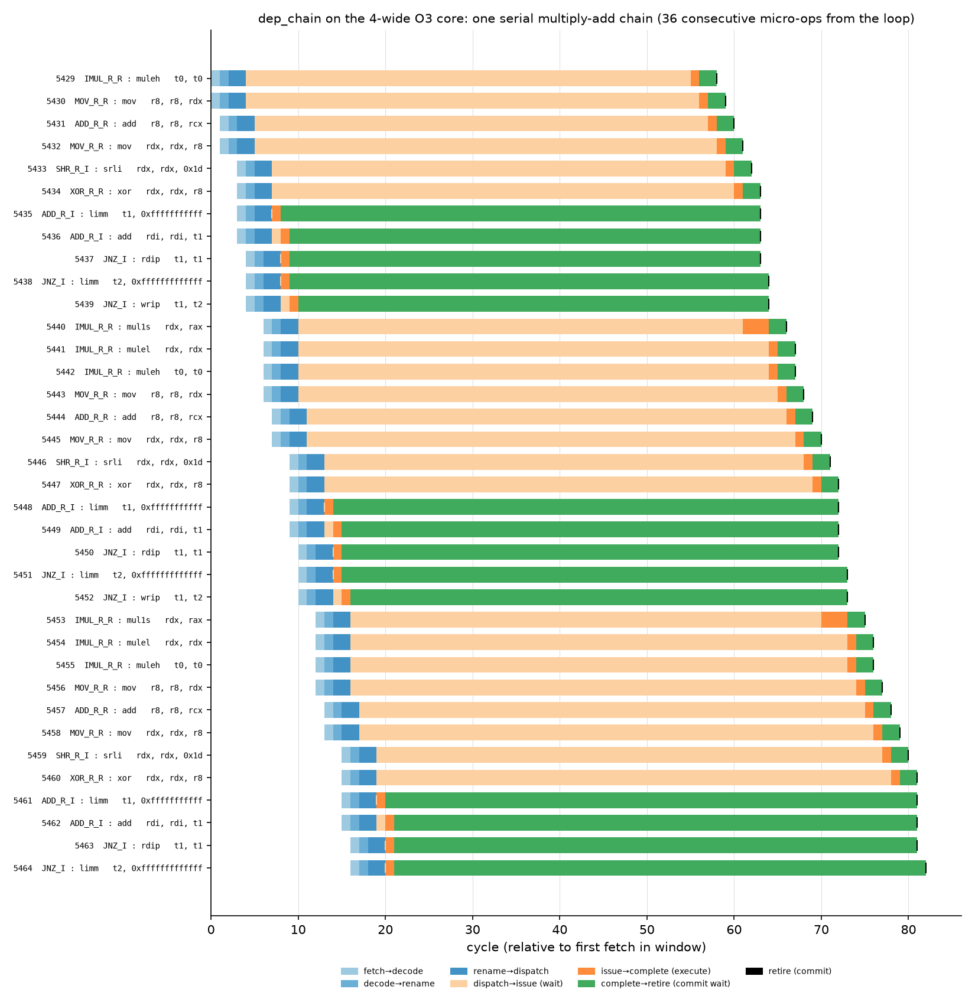 dep_chain on the 4-wide O3 core: one serial multiply-add chain (36 consecutive micro-ops from the loop)
5429  IMUL_R_R : muleh   t0, t0
5430  MOV_R_R : mov   r8, r8, rdx
5431  ADD_R_R : add   r8, r8, rcx
5432  MOV_R_R : mov   rdx, rdx, r8
5433  SHR_R_I : srli   rdx, rdx, 0x1d
5434  XOR_R_R : xor   rdx, rdx, r8
5435  ADD_R_I : limm   t1, 0xfffffffffff
5436  ADD_R_I : add   rdi, rdi, t1
5437  JNZ_I : rdip   t1, t1
5438  JNZ_I : limm   t2, 0xfffffffffffff
5439  JNZ_I : wrip   t1, t2
5440  IMUL_R_R : mul1s   rdx, rax
5441  IMUL_R_R : mulel   rdx, rdx
5442  IMUL_R_R : muleh   t0, t0
5443  MOV_R_R : mov   r8, r8, rdx
5444  ADD_R_R : add   r8, r8, rcx
5445  MOV_R_R : mov   rdx, rdx, r8
5446  SHR_R_I : srli   rdx, rdx, 0x1d
5447  XOR_R_R : xor   rdx, rdx, r8
5448  ADD_R_I : limm   t1, 0xfffffffffff
5449  ADD_R_I : add   rdi, rdi, t1
5450  JNZ_I : rdip   t1, t1
5451  JNZ_I : limm   t2, 0xfffffffffffff
5452  JNZ_I : wrip   t1, t2
5453  IMUL_R_R : mul1s   rdx, rax
5454  IMUL_R_R : mulel   rdx, rdx
5455  IMUL_R_R : muleh   t0, t0
5456  MOV_R_R : mov   r8, r8, rdx
5457  ADD_R_R : add   r8, r8, rcx
5458  MOV_R_R : mov   rdx, rdx, r8
5459  SHR_R_I : srli   rdx, rdx, 0x1d
5460  XOR_R_R : xor   rdx, rdx, r8
5461  ADD_R_I : limm   t1, 0xfffffffffff
5462  ADD_R_I : add   rdi, rdi, t1
5463  JNZ_I : rdip   t1, t1
5464  JNZ_I : limm   t2, 0xfffffffffffff
0 10 20 30 40 50 60 70 80
cycle (relative to first fetch in window)
fetch→decode
decode→rename
rename→dispatch
dispatch→issue (wait)
issue→complete (execute)
complete→retire (commit wait)
retire (commit)